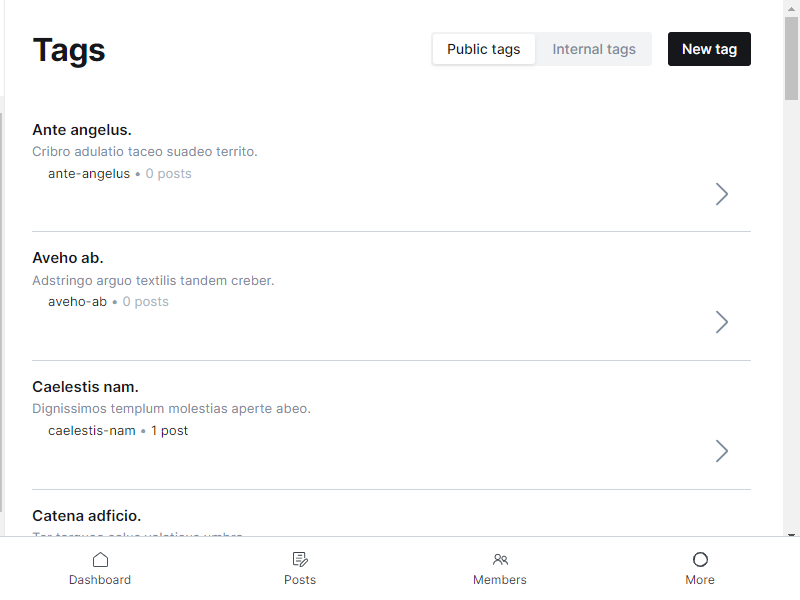 Tags
Public tags
Internal tags
New tag
Ante angelus.
Cribro adulatio taceo suadeo territo.
ante-angelus • 0 posts
Aveho ab.
Adstringo arguo textilis tandem creber.
aveho-ab • 0 posts
Caelestis nam.
Dignissimos templum molestias aperte abeo.
caelestis-nam • 1 post
Catena adficio.
Dashboard
Posts
Members
More